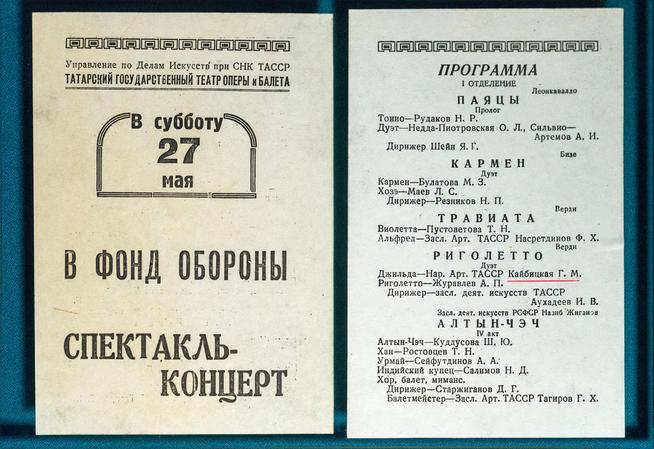 Управление по Делам Искусств при СНК ТАССР
ТАТАРСКИЙ ГОСУДАРСТВЕННЫЙ ТЕАТР ОПЕРЫ и БАЛЕТА
В субботу
27
мая
В ФОНД ОБОРОНЫ
СПЕКТАКЛЬ-
КОНЦЕРТ
ПРОГРАММА
I ОТДЕЛЕНИЕ
Леонкавалло
ПАЯЦЫ
Пролог
Тонио—Рудаков Н. Р.
Дуэт—Недда-Пиотровская О. Л., Сильвио—
Артемов А. И.
Дирижер Шейн Я. Г.
Бизе
КАРМЕН
Дуэт
Кармен—Булатова М. З.
Хозэ—Маев Л. С.
Дирижер—Резников Н. П.
Верди
ТРАВИАТА
Виолетта—Пустоветова Т. Н.
Альфред—Засл. Арт. ТАССР Насретдинов Ф. Х.
Верди
РИГОЛЕТТО
Дуэт
Джильда—Нар. Арт. ТАССР Кайбицкая Г. М.
Риголетто—Журавлев А. П.
Дирижер—засл. деят. искусств ТАССР
Аухадеев И. В.
Засл. деят. искусств РСФСР Назиб Жиганов
АЛТЫН-ЧЭЧ
IV акт
Алтын-Чэч—Куддусова Ш. Ю.
Хан—Ростовцев Т. Н.
Урмай—Сейфутдинов А. А.
Индийский купец—Салимов Н. Д.
Хор, балет, миманс.
Дирижер—Старжиганов Д. Г.
Балетмейстер—Засл. Арт. ТАССР Тагиров Г. Х.